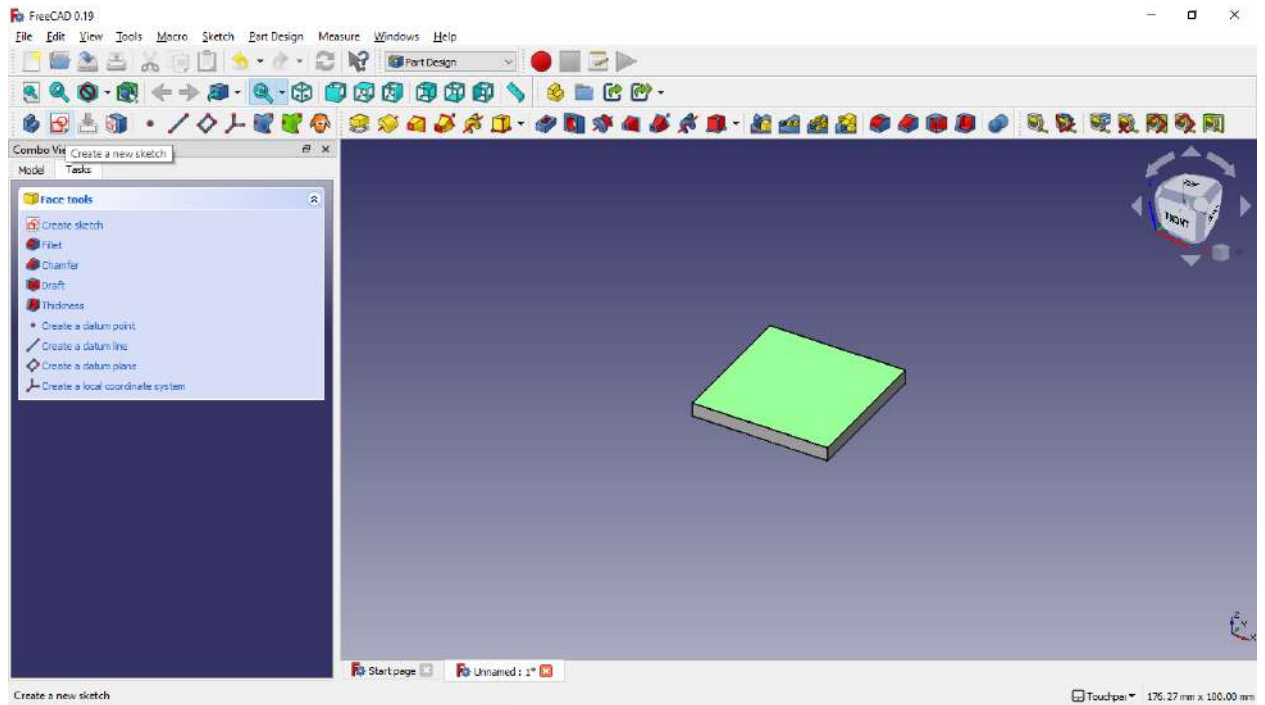 FreeCAD 0.19
File Edit View Tools Macro Sketch Part Design Measure Windows Help
Part Design
Combo Vie
Create a new sketch
Model Tasks
Face tools
Create sketch
Fillet
Chamfer
Draft
Thickness
Create a datum point
Create a datum line
Create a datum plane
Create a local coordinate system
FRONT
Z
Y
X
Start page
Unnamed : 1*
Create a new sketch
Touchpad 176.27 mm x 100.00 mm